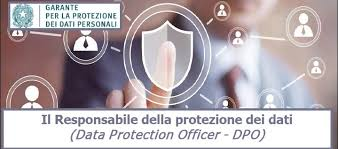 GARANTE
PER LA PROTEZIONE
DEI DATI PERSONALI
Il Responsabile della protezione dei dati
(Data Protection Officer - DPO)